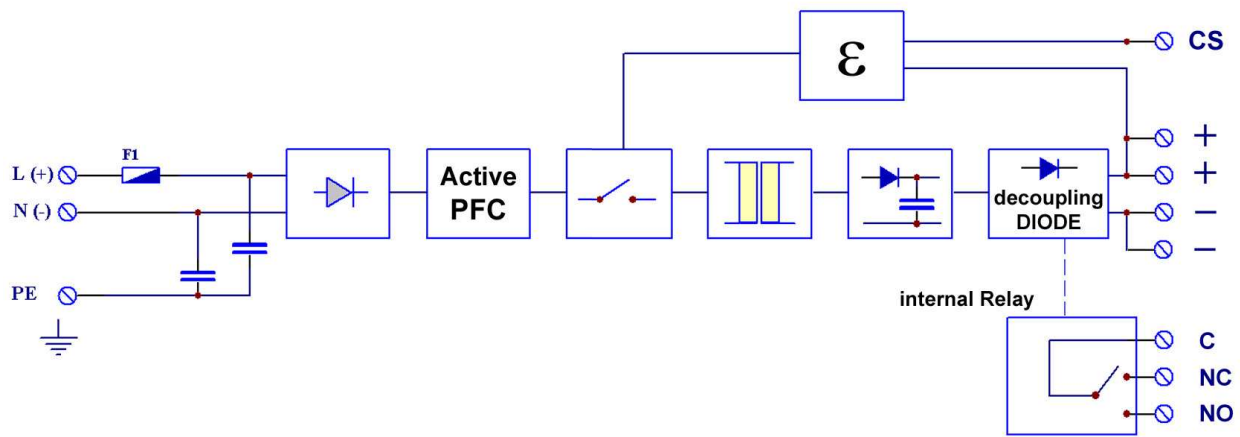 ε
CS
F1
L (+)
N (-)
PE
Active
PFC
decoupling
DIODE
+
+
−
−
internal Relay
C
NC
NO